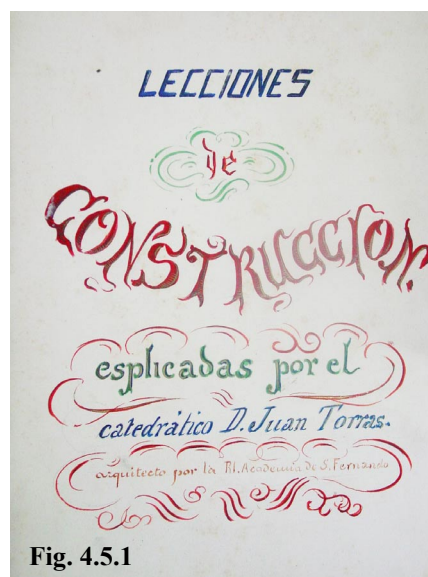 LECCIONES
de
CONSTRUCCION.
esplicadas por el
catedrático D. Juan Torras.
arquitecto por la Rl. Academia de S. Fernando
Fig. 4.5.1